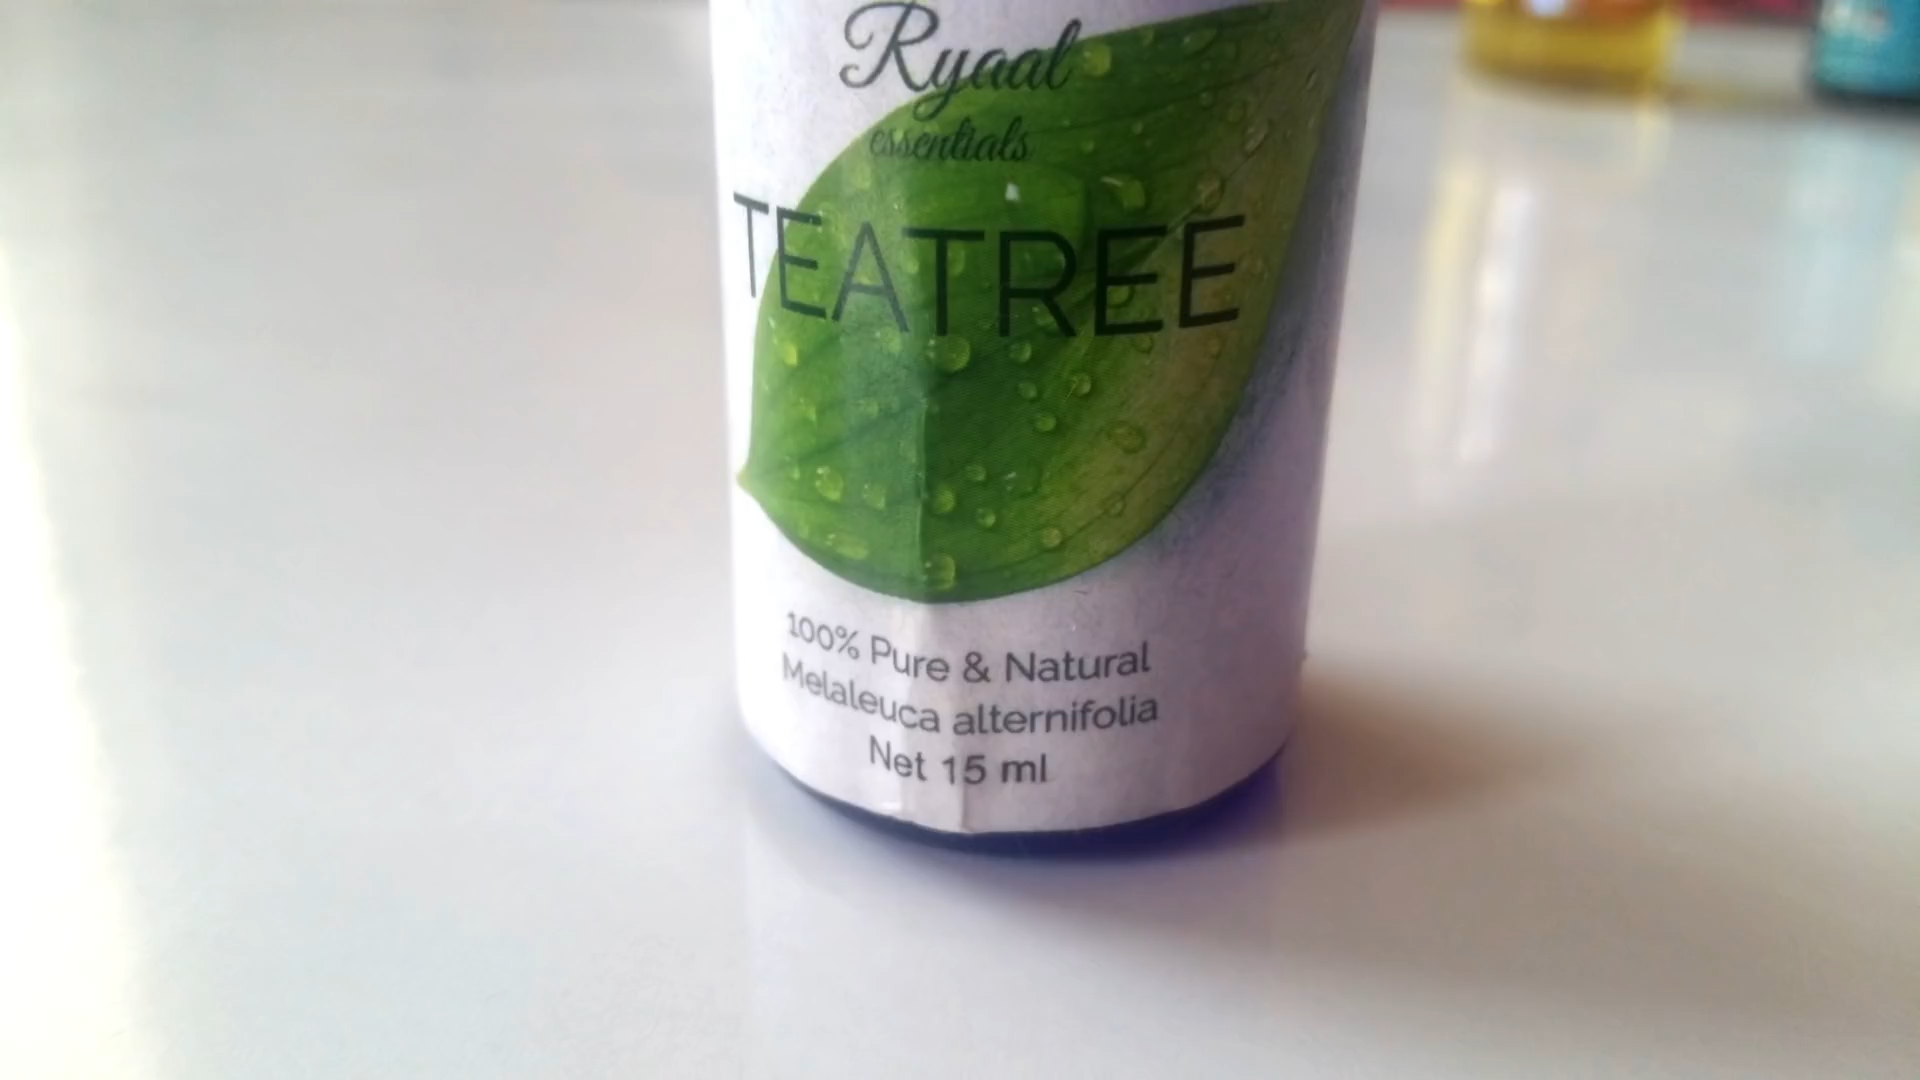 Ryaal
essentials
TEATREE
100% Pure & Natural
Melaleuca alternifolia
Net 15 ml